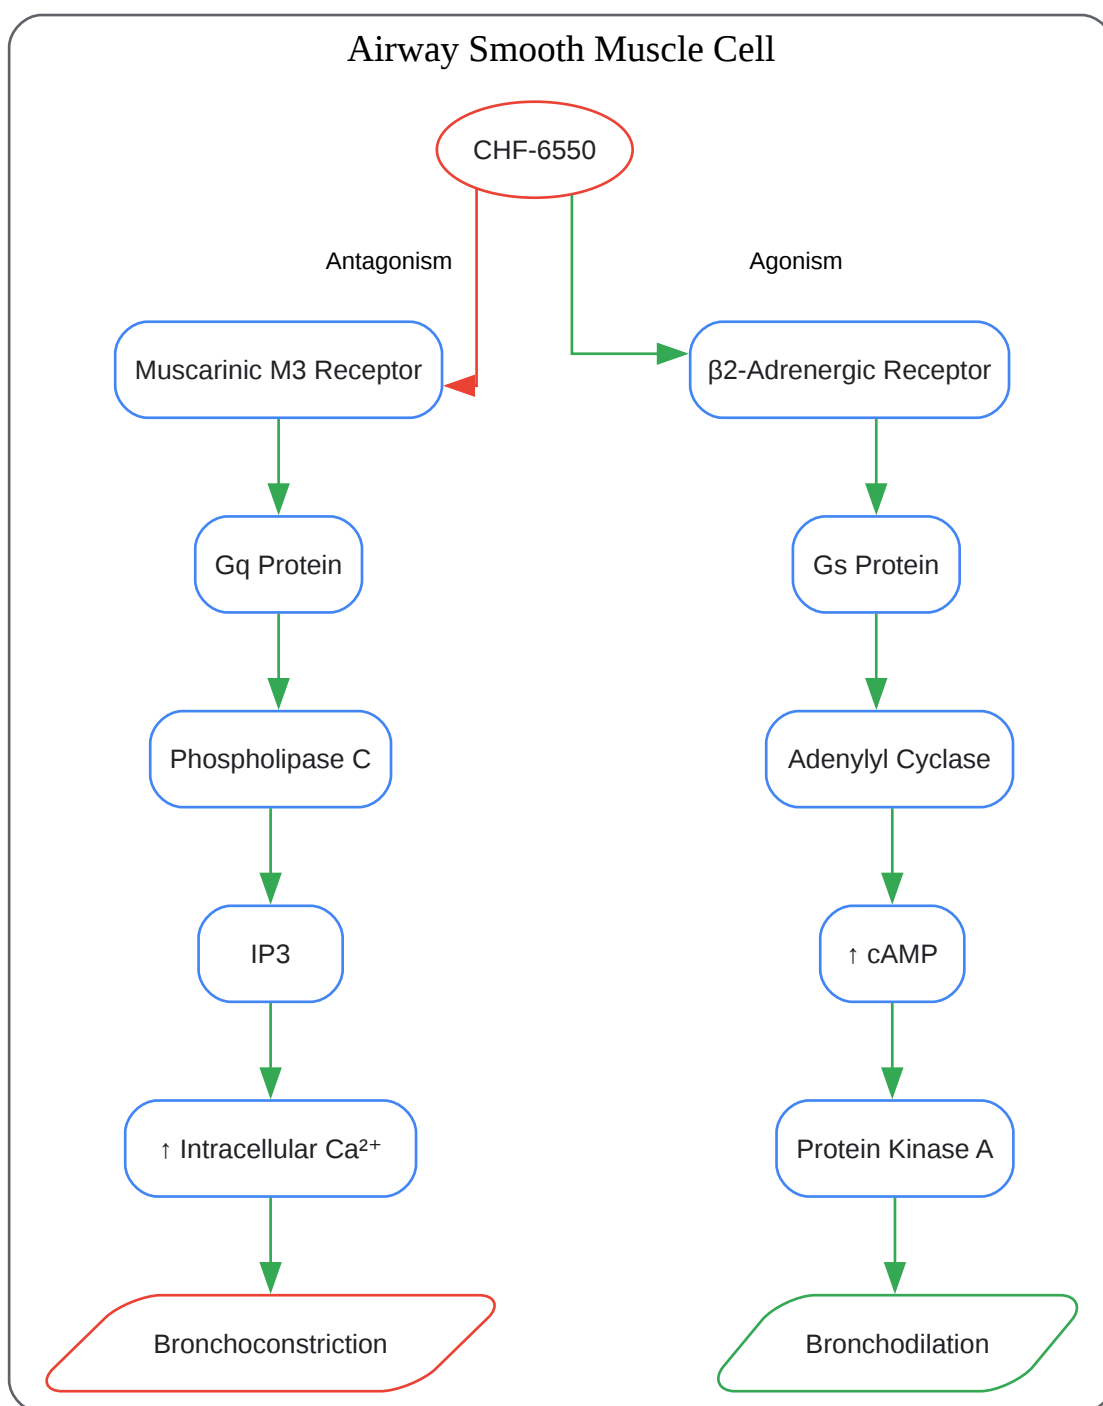 Airway Smooth Muscle Cell
CHF-6550
Antagonism
Agonism
Muscarinic M3 Receptor
β2-Adrenergic Receptor
Gq Protein
Gs Protein
Phospholipase C
Adenylyl Cyclase
IP3
↑ cAMP
↑ Intracellular Ca²⁺
Protein Kinase A
Bronchoconstriction
Bronchodilation